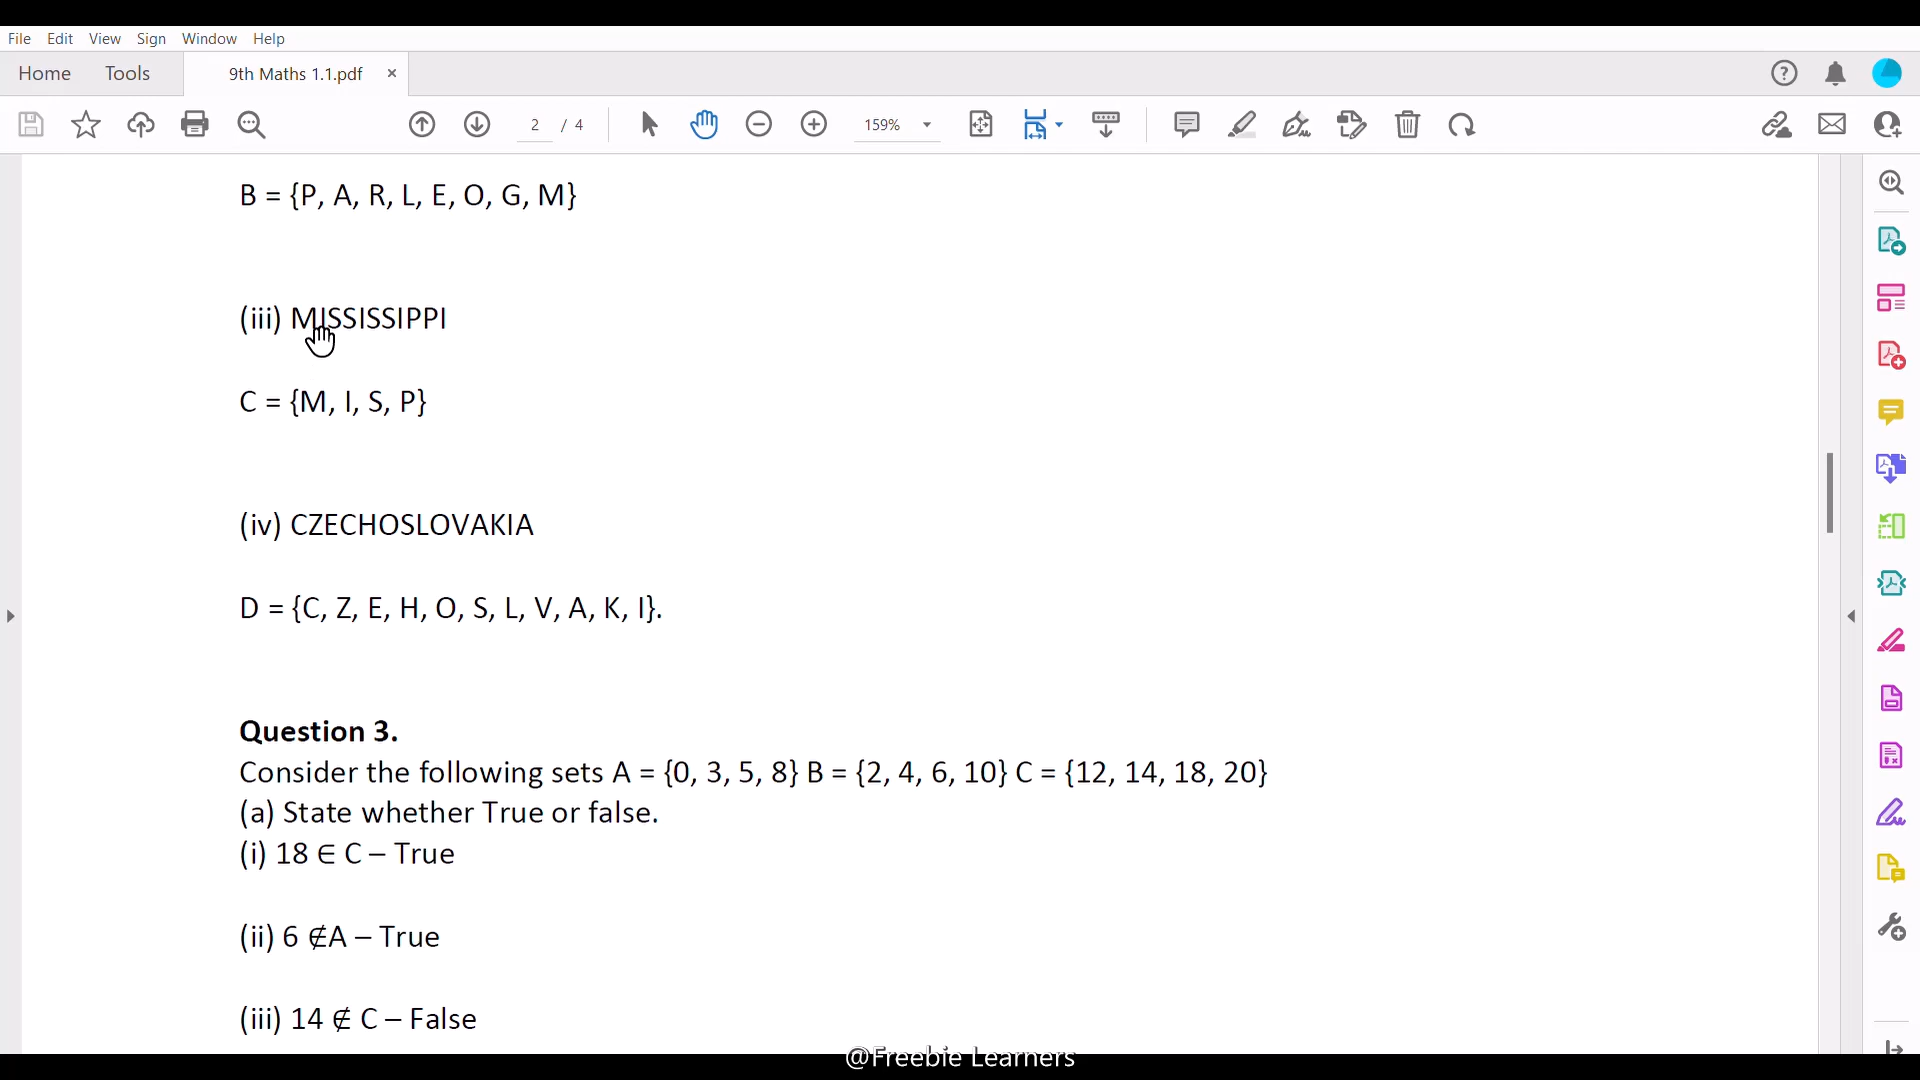 File Edit View Sign Window Help
Home Tools 9th Maths 1.1.pdf ×
2 / 4 159%
B = {P, A, R, L, E, O, G, M}
(iii) MISSISSIPPI
C = {M, I, S, P}
(iv) CZECHOSLOVAKIA
D = {C, Z, E, H, O, S, L, V, A, K, I}.
Question 3.
Consider the following sets A = {0, 3, 5, 8} B = {2, 4, 6, 10} C = {12, 14, 18, 20}
(a) State whether True or false.
(i) 18 ∈ C – True
(ii) 6 ∉A – True
(iii) 14 ∉ C – False
@Freebie Learners